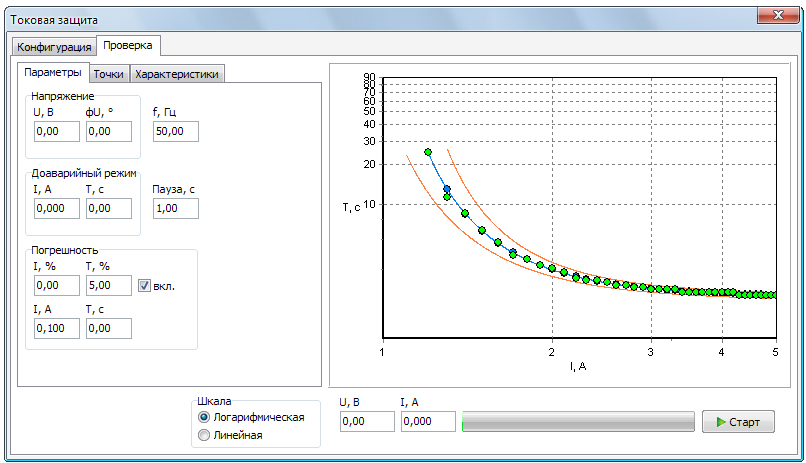 Токовая защита
Конфигурация Проверка
Параметры Точки Характеристики
Напряжение
U, В фU, ° f, Гц
0,00 0,00 50,00
Доаварийный режим
I, А T, с Пауза, с
0,000 0,00 1,00
Погрешность
I, % T, %
0,00 5,00 вкл.
I, А T, с
0,100 0,00
90
80
70
60
50
40
30
20
T, с 10
1 2 3 4 5
I, А
Шкала
Логарифмическая
Линейная
U, В I, А
0,00 0,000 Старт